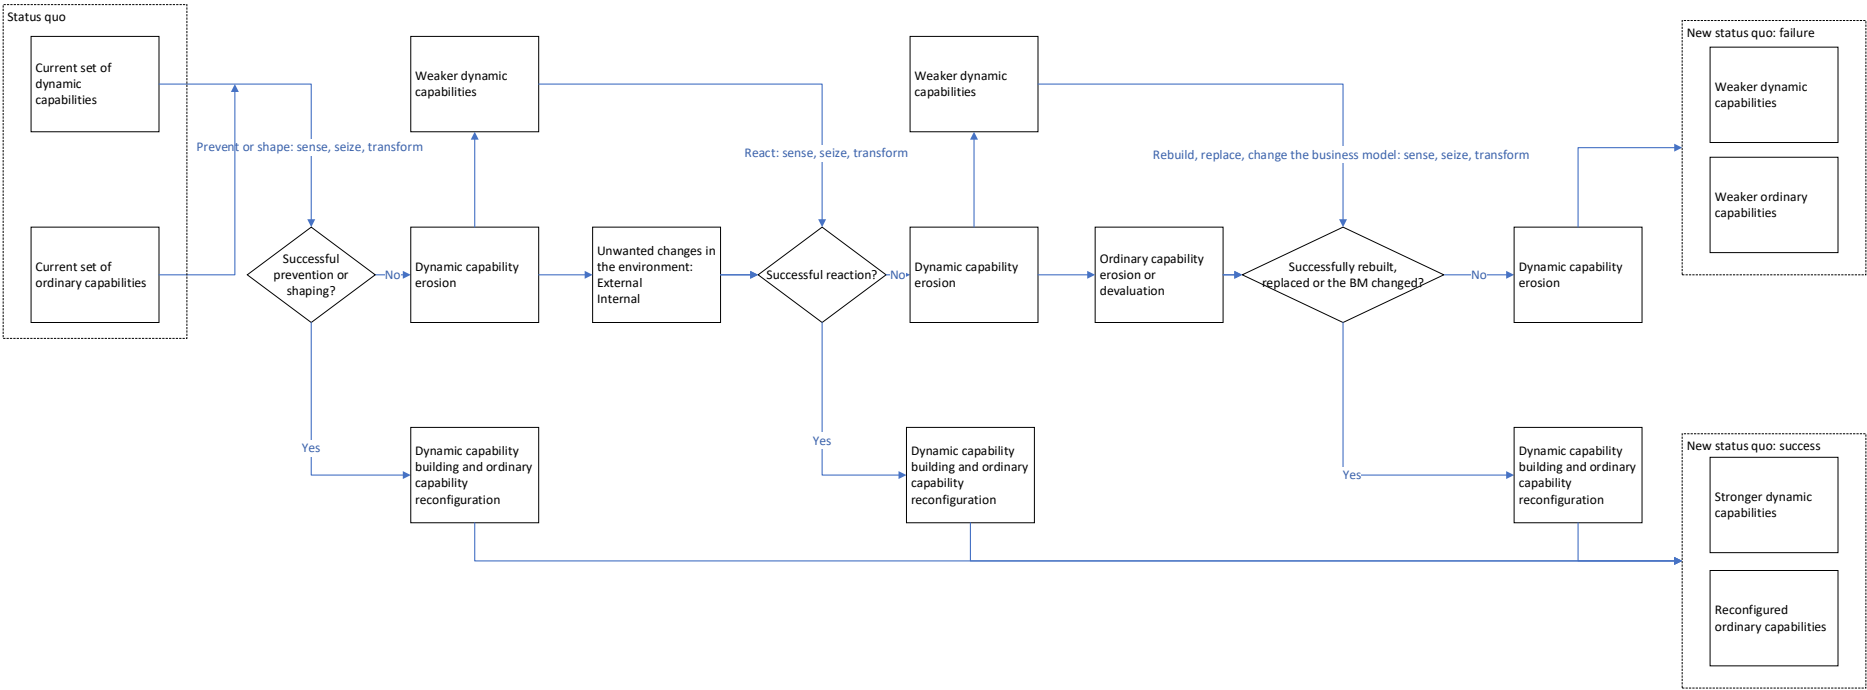 Status quo
Current set of
dynamic
capabilities
Current set of
ordinary capabilities
Prevent or shape: sense, seize, transform
Successful
prevention or
shaping?
No
Yes
Weaker dynamic
capabilities
Dynamic capability
erosion
Dynamic capability
building and ordinary
capability
reconfiguration
Unwanted changes in
the environment:
External
Internal
React: sense, seize, transform
Successful reaction?
No
Yes
Weaker dynamic
capabilities
Dynamic capability
erosion
Dynamic capability
building and ordinary
capability
reconfiguration
Ordinary capability
erosion or
devaluation
Rebuild, replace, change the business model: sense, seize, transform
Successfully rebuilt,
replaced or the BM changed?
No
Yes
Dynamic capability
erosion
Dynamic capability
building and ordinary
capability
reconfiguration
New status quo: failure
Weaker dynamic
capabilities
Weaker ordinary
capabilities
New status quo: success
Stronger dynamic
capabilities
Reconfigured
ordinary capabilities